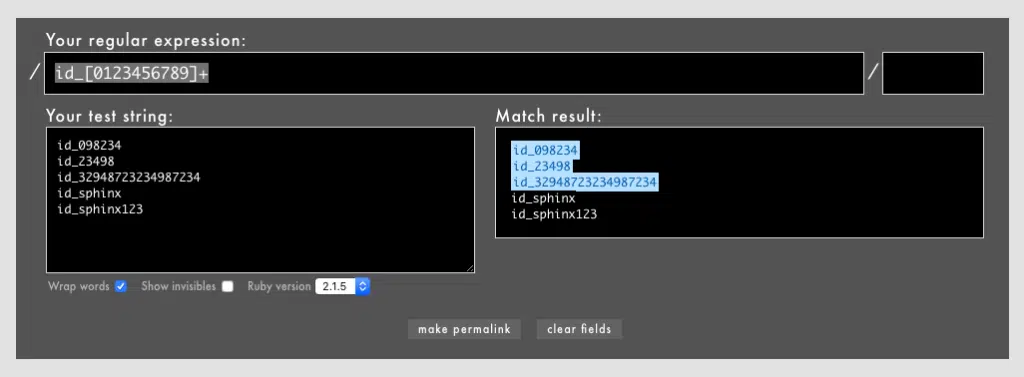 Your regular expression:
/ id_[0123456789]+ /
Your test string:
id_098234
id_23498
id_32948723234987234
id_sphinx
id_sphinx123
Wrap words Show invisibles Ruby version 2.1.5
Match result:
id_098234
id_23498
id_32948723234987234
id_sphinx
id_sphinx123
make permalink clear fields